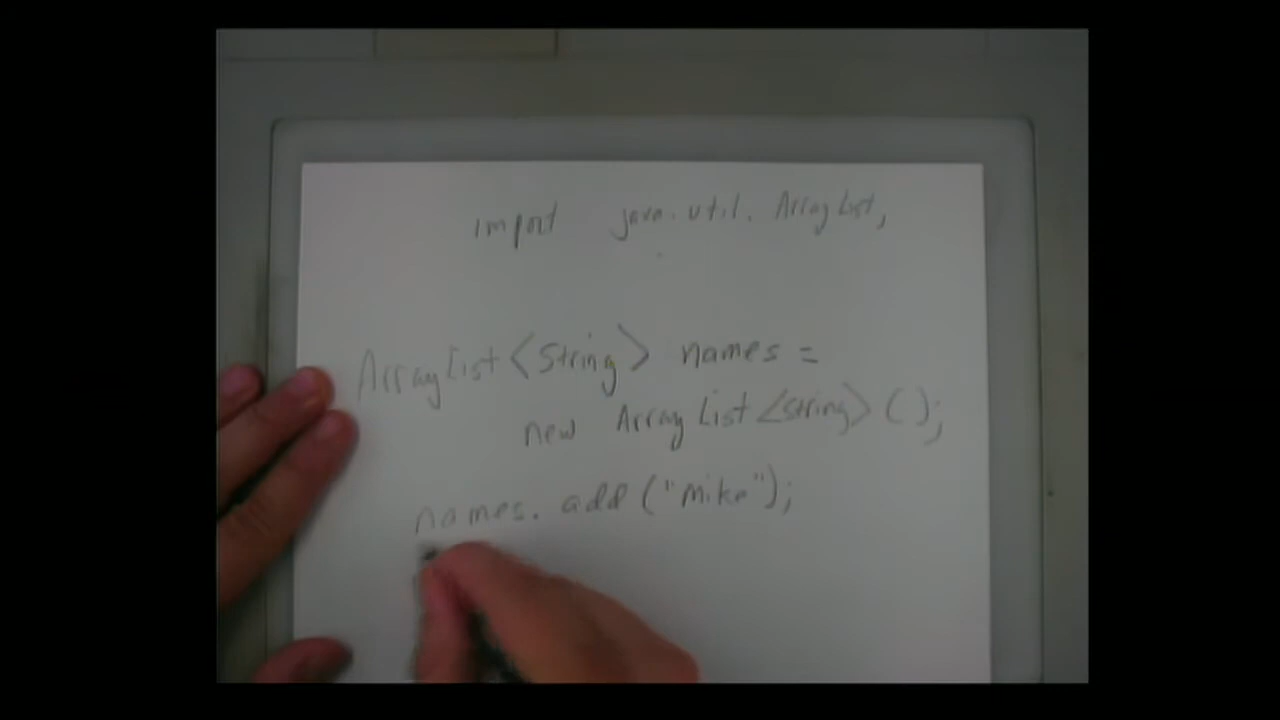 import java.util.ArrayList;
ArrayList<String> names =
new ArrayList<String>();
names.add("Mike");